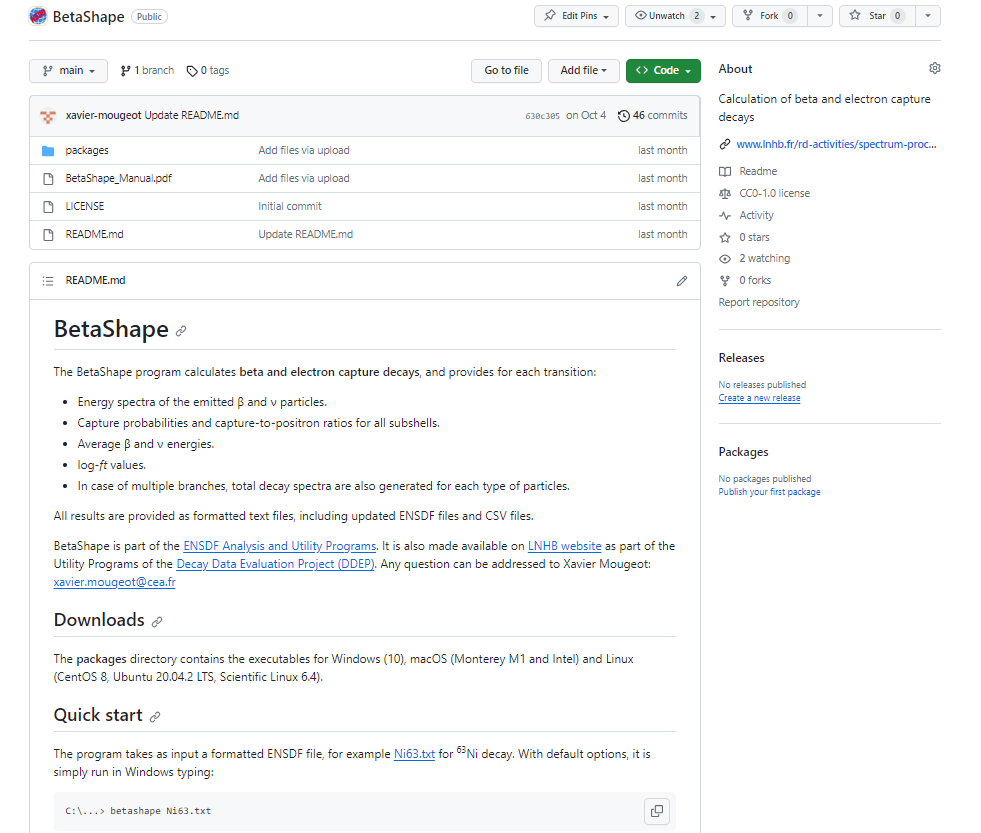 BetaShape Public
Edit Pins Unwatch 2 Fork 0 Star 0
main 1 branch 0 tags Go to file Add file Code
xavier-mougeot Update README.md 630c305 on Oct 4 46 commits
packages Add files via upload last month
BetaShape_Manual.pdf Add files via upload last month
LICENSE Initial commit last month
README.md Update README.md last month
README.md
BetaShape
The BetaShape program calculates beta and electron capture decays, and provides for each transition:
• Energy spectra of the emitted β and ν particles.
• Capture probabilities and capture-to-positron ratios for all subshells.
• Average β and ν energies.
• log-ft values.
• In case of multiple branches, total decay spectra are also generated for each type of particles.
All results are provided as formatted text files, including updated ENSDF files and CSV files.
BetaShape is part of the ENSDF Analysis and Utility Programs. It is also made available on LNHB website as part of the
Utility Programs of the Decay Data Evaluation Project (DDEP). Any question can be addressed to Xavier Mougeot:
xavier.mougeot@cea.fr
Downloads
The packages directory contains the executables for Windows (10), macOS (Monterey M1 and Intel) and Linux
(CentOS 8, Ubuntu 20.04.2 LTS, Scientific Linux 6.4).
Quick start
The program takes as input a formatted ENSDF file, for example Ni63.txt for ⁶³Ni decay. With default options, it is
simply run in Windows typing:
C:\...> betashape Ni63.txt
About
Calculation of beta and electron capture
decays
www.lnhb.fr/rd-activities/spectrum-proc...
Readme
CC0-1.0 license
Activity
0 stars
2 watching
0 forks
Report repository
Releases
No releases published
Create a new release
Packages
No packages published
Publish your first package